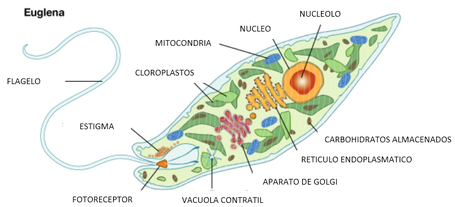 Euglena
NUCLEOLO
NUCLEO
MITOCONDRIA
CLOROPLASTOS
FLAGELO
ESTIGMA
CARBOHIDRATOS ALMACENADOS
RETICULO ENDOPLASMATICO
APARATO DE GOLGI
FOTORECEPTOR
VACUOLA CONTRATIL